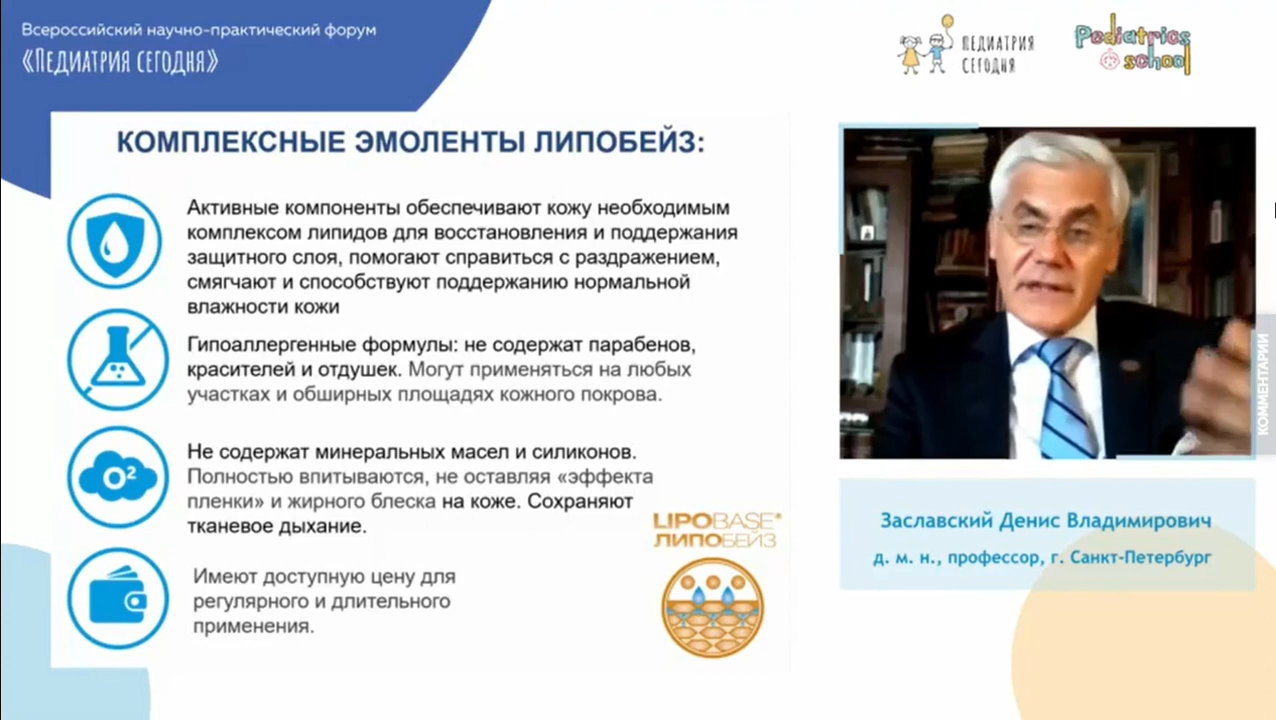 Всероссийский научно-практический форум
«Педиатрия сегодня»
ПЕДИАТРИЯ
СЕГОДНЯ
Pediatrics
school
КОМПЛЕКСНЫЕ ЭМОЛЕНТЫ ЛИПОБЕЙЗ:
Активные компоненты обеспечивают кожу необходимым
комплексом липидов для восстановления и поддержания
защитного слоя, помогают справиться с раздражением,
смягчают и способствуют поддержанию нормальной
влажности кожи
Гипоаллергенные формулы: не содержат парабенов,
красителей и отдушек. Могут применяться на любых
участках и обширных площадях кожного покрова.
O²
Не содержат минеральных масел и силиконов.
Полностью впитываются, не оставляя «эффекта
пленки» и жирного блеска на коже. Сохраняют
тканевое дыхание.
LIPOBASE®
ЛИПОБЕЙЗ
Имеют доступную цену для
регулярного и длительного
применения.
КОММЕНТАРИИ
Заславский Денис Владимирович
д. м. н., профессор, г. Санкт-Петербург